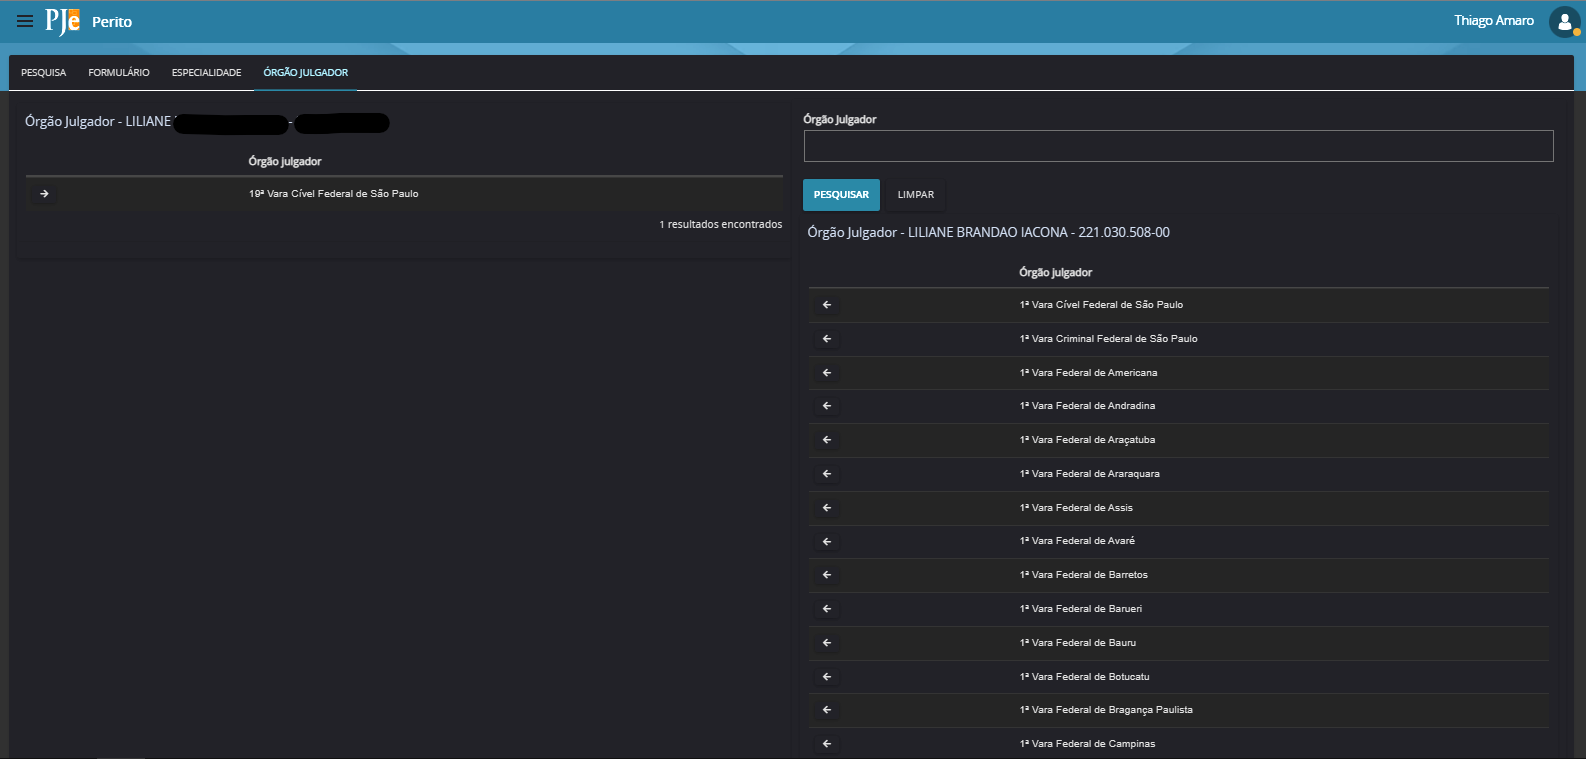 PJe Perito
Thiago Amaro
PESQUISA FORMULÁRIO ESPECIALIDADE ÓRGÃO JULGADOR
Órgão Julgador - LILIANE -
Órgão julgador
19ª Vara Cível Federal de São Paulo
1 resultados encontrados
Órgão Julgador
PESQUISAR LIMPAR
Órgão Julgador - LILIANE BRANDAO IACONA - 221.030.508-00
Órgão julgador
1ª Vara Cível Federal de São Paulo
1ª Vara Criminal Federal de São Paulo
1ª Vara Federal de Americana
1ª Vara Federal de Andradina
1ª Vara Federal de Araçatuba
1ª Vara Federal de Araraquara
1ª Vara Federal de Assis
1ª Vara Federal de Avaré
1ª Vara Federal de Barretos
1ª Vara Federal de Barueri
1ª Vara Federal de Bauru
1ª Vara Federal de Botucatu
1ª Vara Federal de Bragança Paulista
1ª Vara Federal de Campinas